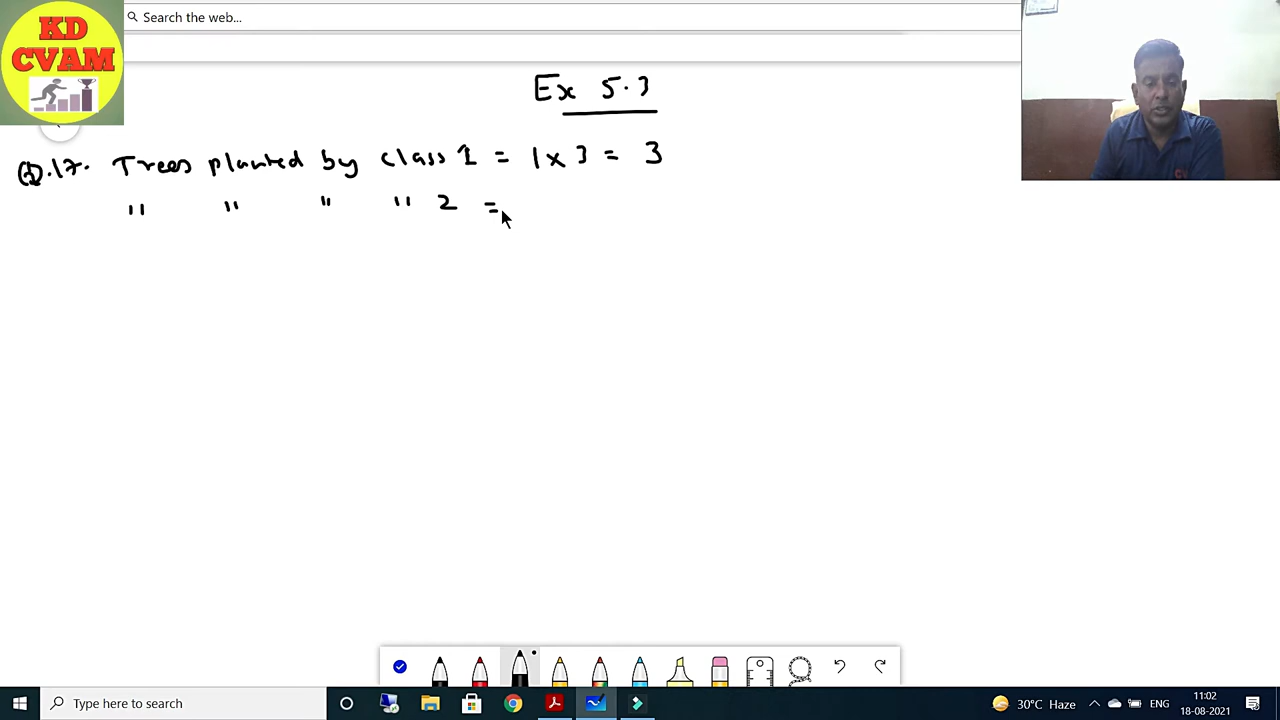 KD
CVAM
Search the web...
Ex 5.3
Q.17. Trees planted by class 1 = 1 x 3 = 3
" " " " 2 =
Type here to search
30°C Haze
ENG
11:02
18-08-2021